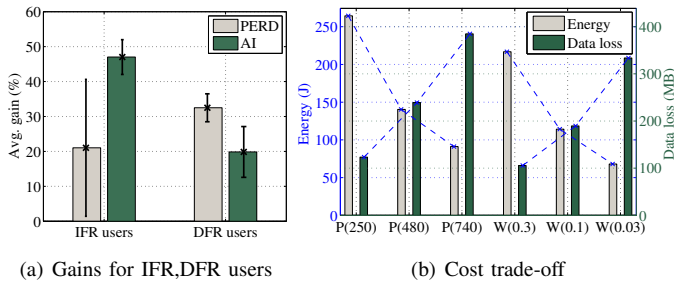 60
50
40
30
20
10
0
Avg. gain (%)
PERD
AI
IFR users
DFR users
(a) Gains for IFR,DFR users
250
200
150
100
50
0
Energy (J)
Energy
Data loss
400
300
200
100
0
Data loss (MB)
P(250)
P(480)
P(740)
W(0.3)
W(0.1)
W(0.03)
(b) Cost trade-off